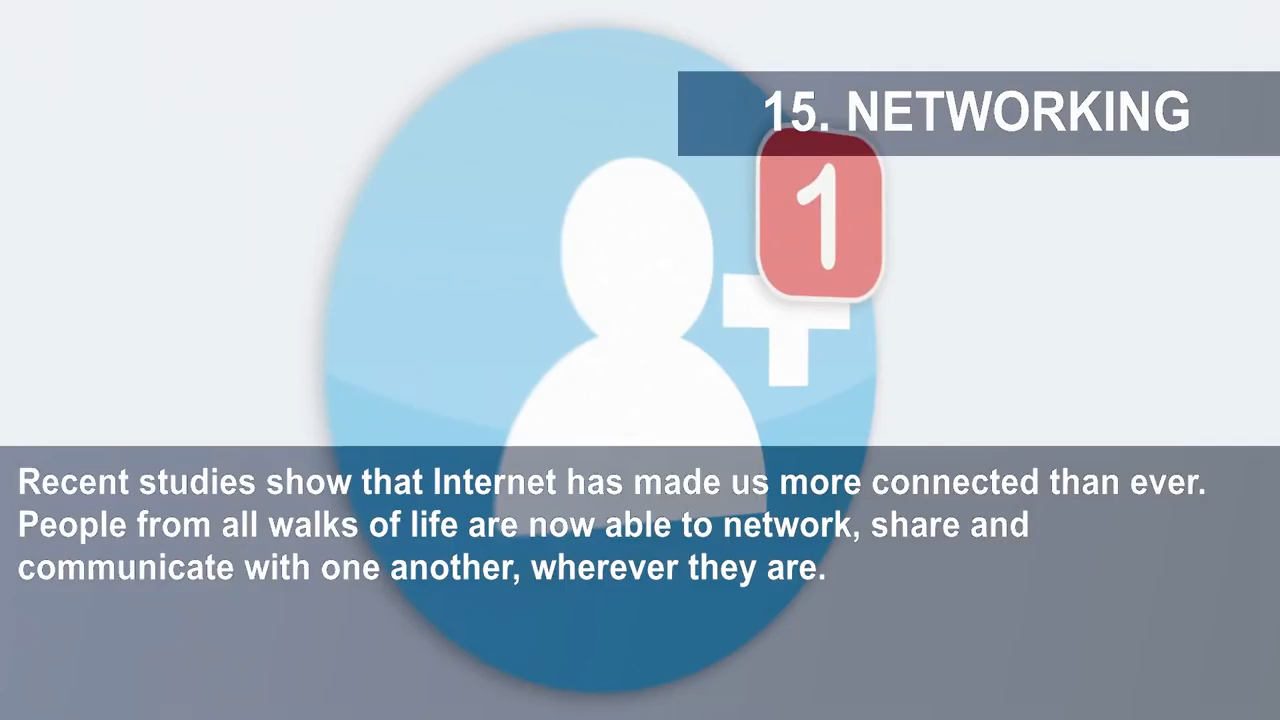 15. NETWORKING
1
Recent studies show that Internet has made us more connected than ever.
People from all walks of life are now able to network, share and
communicate with one another, wherever they are.